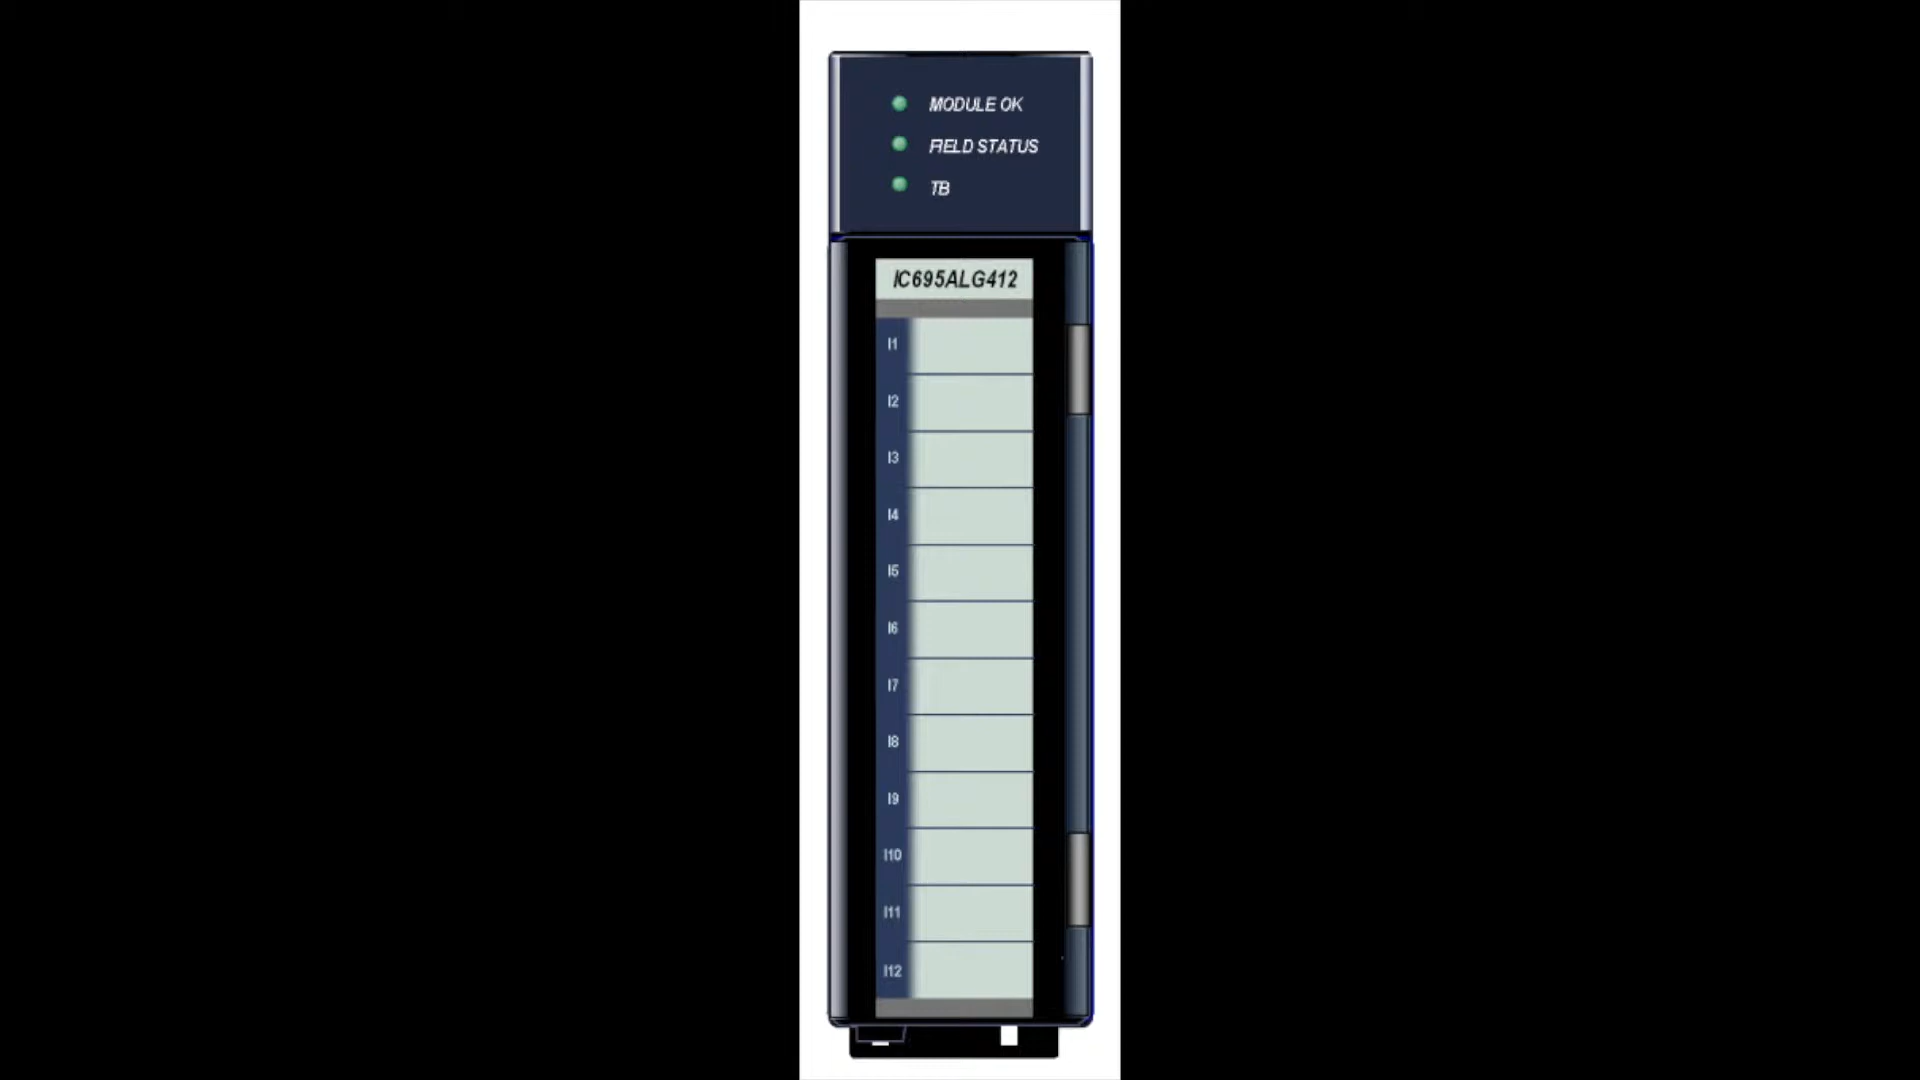 MODULE OK
FIELD STATUS
TB
IC695ALG412
I1
I2
I3
I4
I5
I6
I7
I8
I9
I10
I11
I12